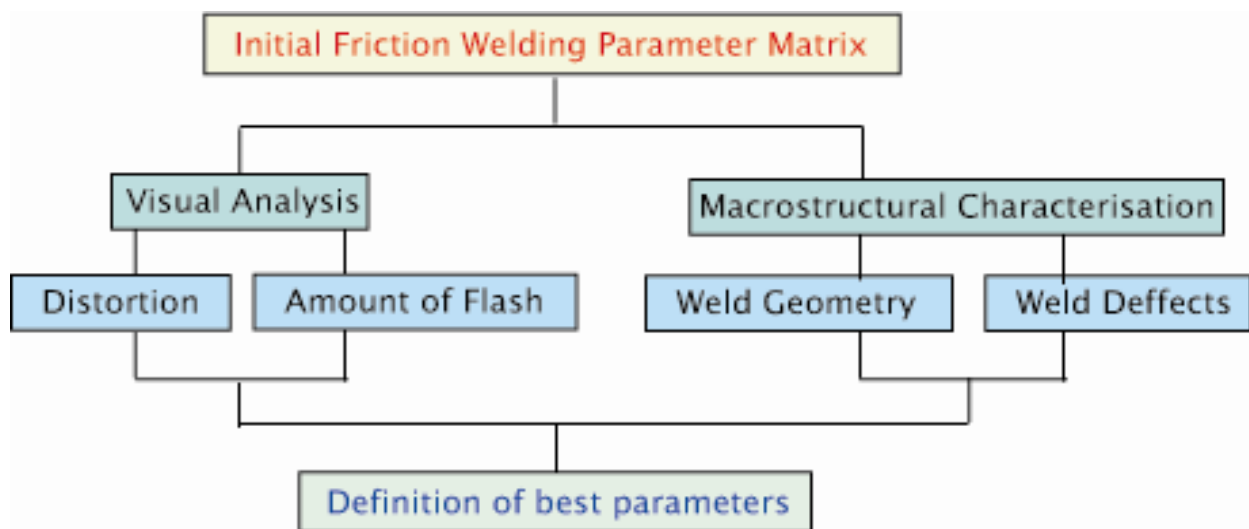 Initial Friction Welding Parameter Matrix
Visual Analysis
Macrostructural Characterisation
Distortion
Amount of Flash
Weld Geometry
Weld Deffects
Definition of best parameters